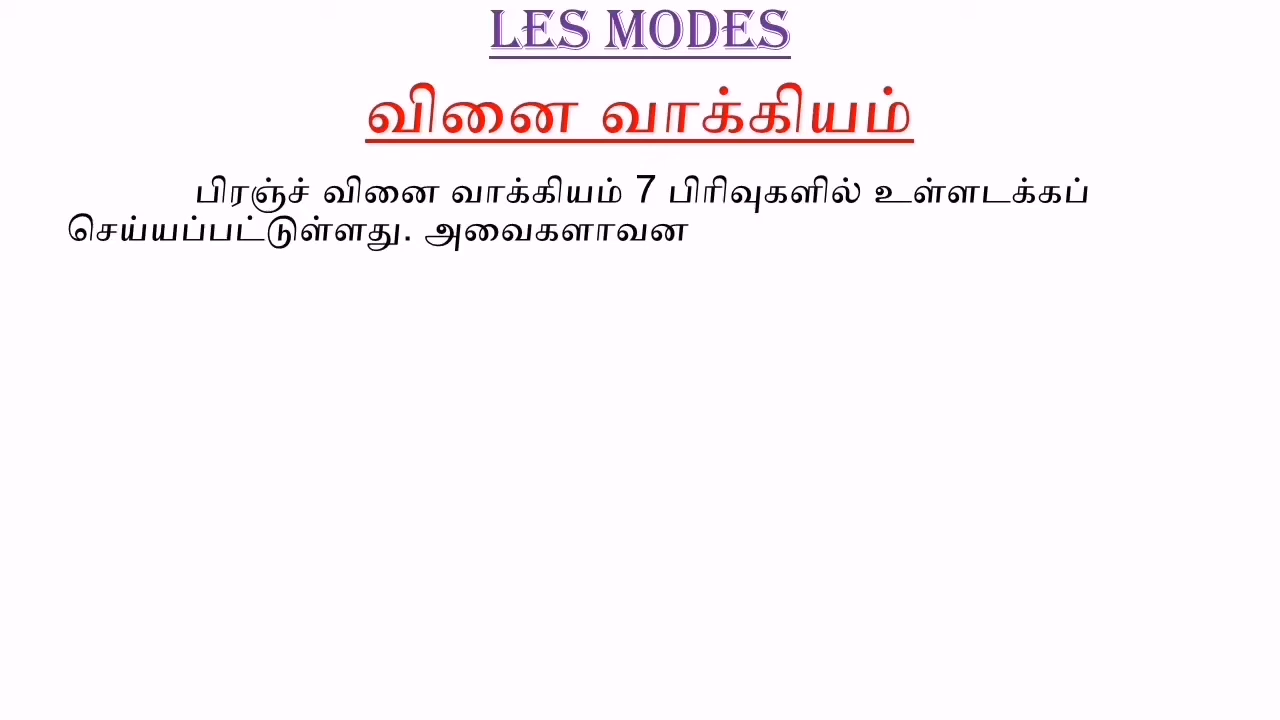 LES MODES
வினை வாக்கியம்
பிரஞ்ச் வினை வாக்கியம் 7 பிரிவுகளில் உள்ளடக்கப்
செய்யப்பட்டுள்ளது. அவைகளாவன